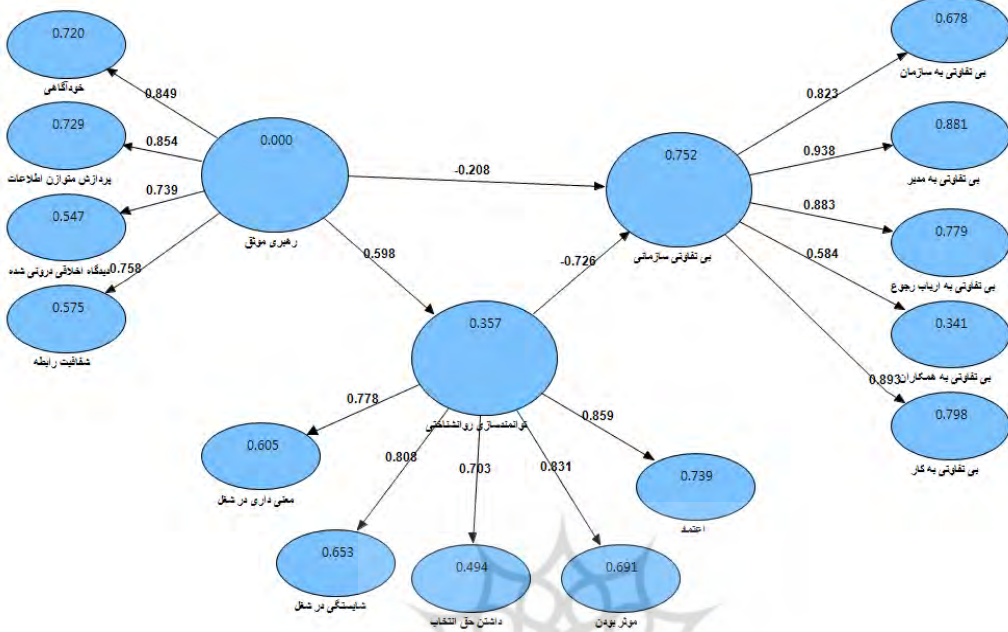 0.720
خودآگاهی
0.849
0.729
پردازش متوازن اطلاعات
0.854
0.547
دیدگاه اخلاقی درونی شده
0.739
0.575
شفافیت رابطه
0.758
0.000
رهبری موثق
-0.208
0.598
0.752
بی تفاوتی سازمانی
-0.726
0.357
توانمندسازی روانشناختی
0.678
بی تفاوتی به سازمان
0.823
0.881
بی تفاوتی به مدیر
0.938
0.779
بی تفاوتی به ارباب رجوع
0.883
0.341
بی تفاوتی به همکاران
0.584
0.798
بی تفاوتی به کار
0.893
0.778
0.605
معنی داری در شغل
0.808
0.653
شایستگی در شغل
0.703
0.494
داشتن حق انتخاب
0.831
0.691
موثر بودن
0.859
0.739
اعتماد